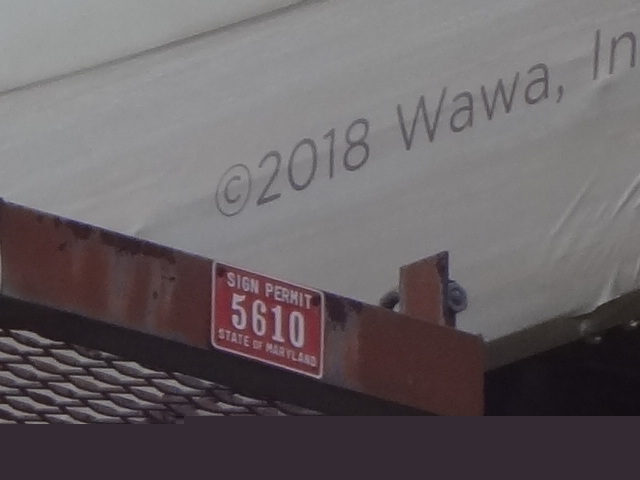 ©2018 Wawa, In
SIGN PERMIT
5610
STATE OF MARYLAND